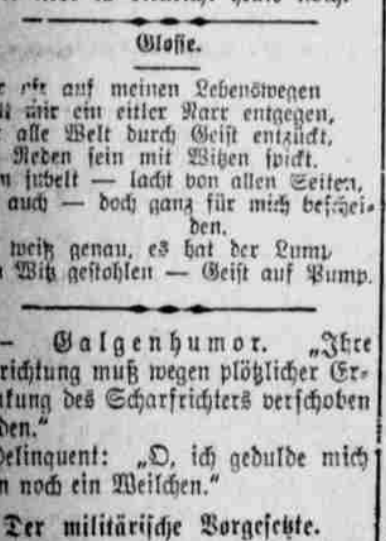 Glosse.
oft auf meinen Lebenswegen
mir ein eitler Narr entgegen,
alle Welt durch Geist entzückt,
Reden fein mit Witzen spickt.
jubelt — lacht von allen Seiten,
auch — doch ganz für mich beschei-
den.
weiß genau, es hat der Lump
Witz gestohlen — Geist auf Pump.
— Galgenhumor. „Ihre
richtung muß wegen plötzlicher Er-
kung des Scharfrichters verschoben
den.“
Delinquent: „O, ich gedulde mich
n noch ein Weilchen.“
Der militärische Vorgesetzte.